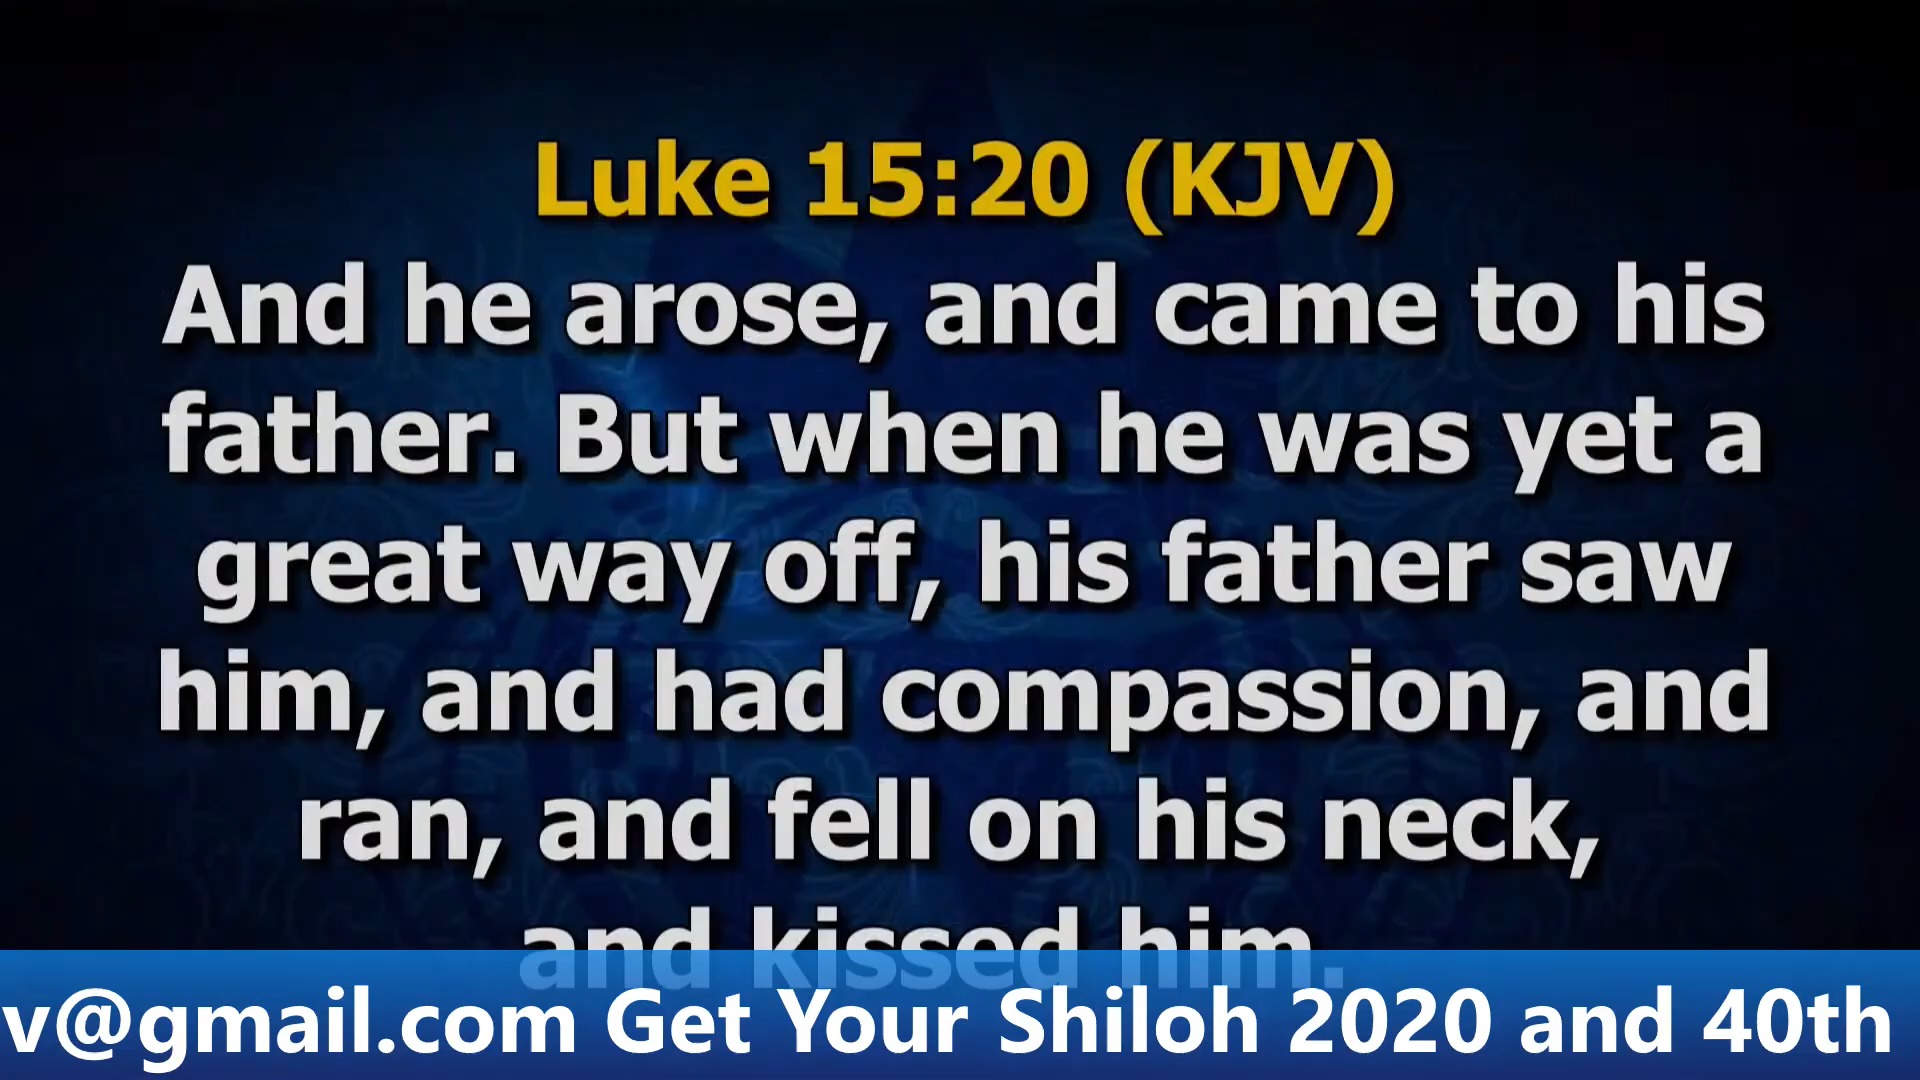 Luke 15:20 (KJV)
And he arose, and came to his
father. But when he was yet a
great way off, his father saw
him, and had compassion, and
ran, and fell on his neck,
and kissed him.
v@gmail.com Get Your Shiloh 2020 and 40th